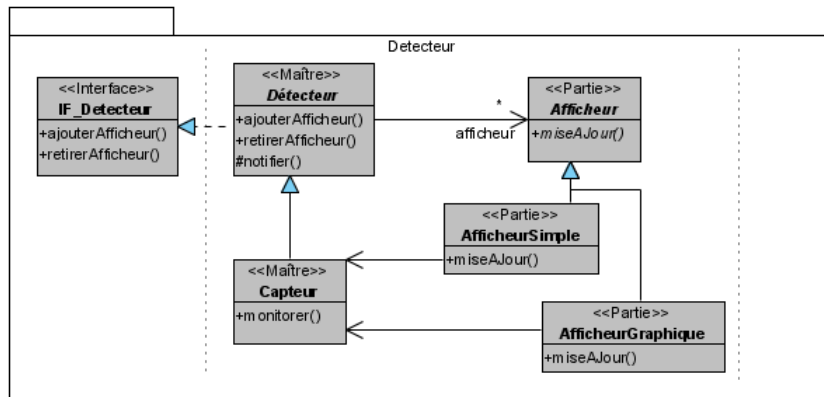 Detecteur
<<Interface>>
IF_Detecteur
+ajouterAfficheur()
+retirerAfficheur()
<<Maître>>
Détecteur
+ajouterAfficheur()
+retirerAfficheur()
#notifier()
*
afficheur
<<Partie>>
Afficheur
+miseAJour()
<<Partie>>
AfficheurSimple
+miseAJour()
<<Maître>>
Capteur
+monitorer()
<<Partie>>
AfficheurGraphique
+miseAJour()